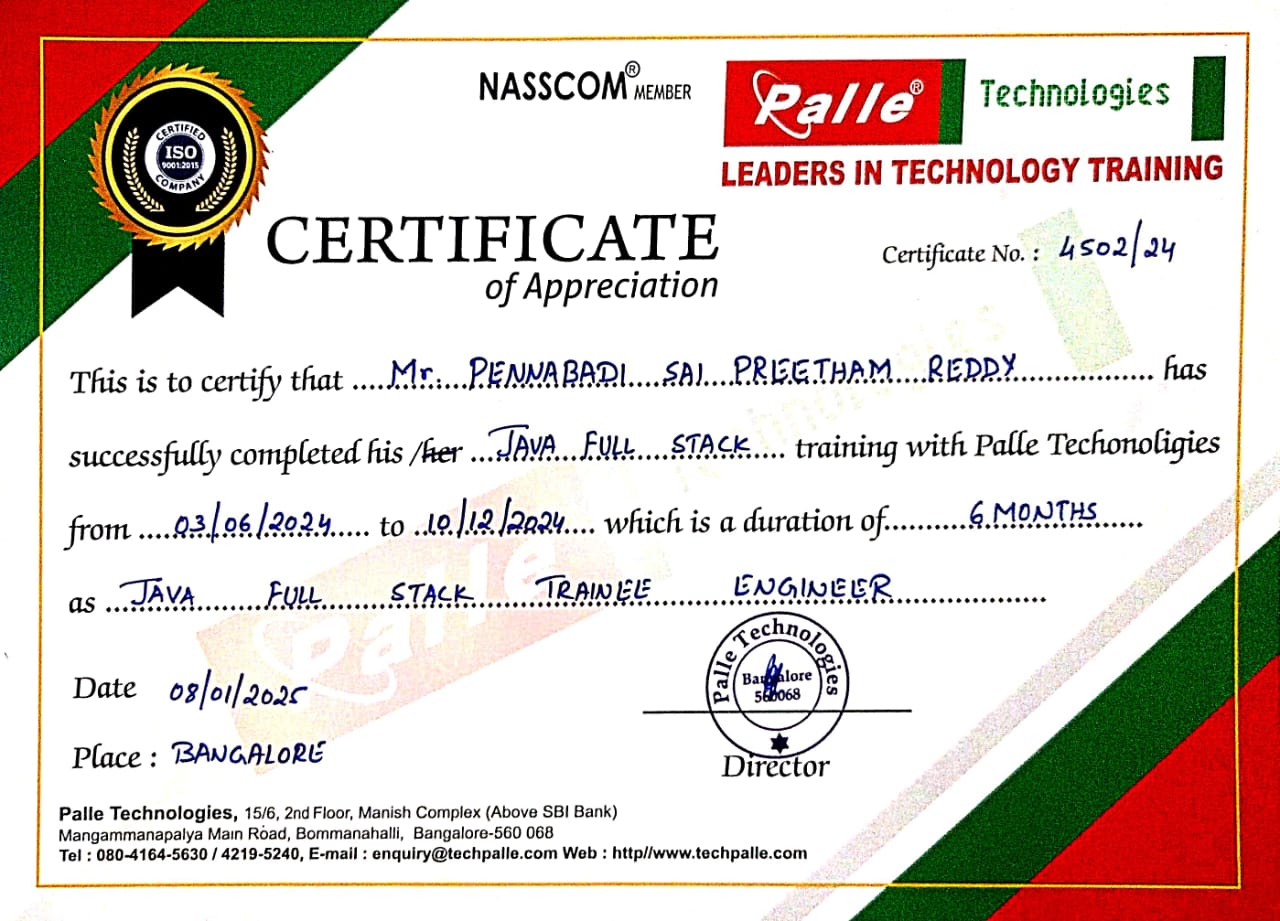 NASSCOM® MEMBER
Palle® Technologies
LEADERS IN TECHNOLOGY TRAINING
CERTIFIED
ISO
9001:2015
COMPANY
CERTIFICATE
of Appreciation
Certificate No. : 4502/24
This is to certify that .....Mr. PENNABADI SAI PREETHAM REDDY..................... has
successfully completed his /her ...JAVA FULL STACK.... training with Palle Techonoligies
from ....03/06/2024..... to ..10/12/2024.... which is a duration of..........6 MONTHS......
as ..JAVA FULL STACK TRAINEE ENGINEER......................
Palle Technologies
Bangalore
560068
Date 08/01/2025
Place : BANGALORE
Director
Palle Technologies, 15/6, 2nd Floor, Manish Complex (Above SBI Bank)
Mangammanapalya Main Road, Bommanahalli, Bangalore-560 068
Tel : 080-4164-5630 / 4219-5240, E-mail : enquiry@techpalle.com Web : http//www.techpalle.com